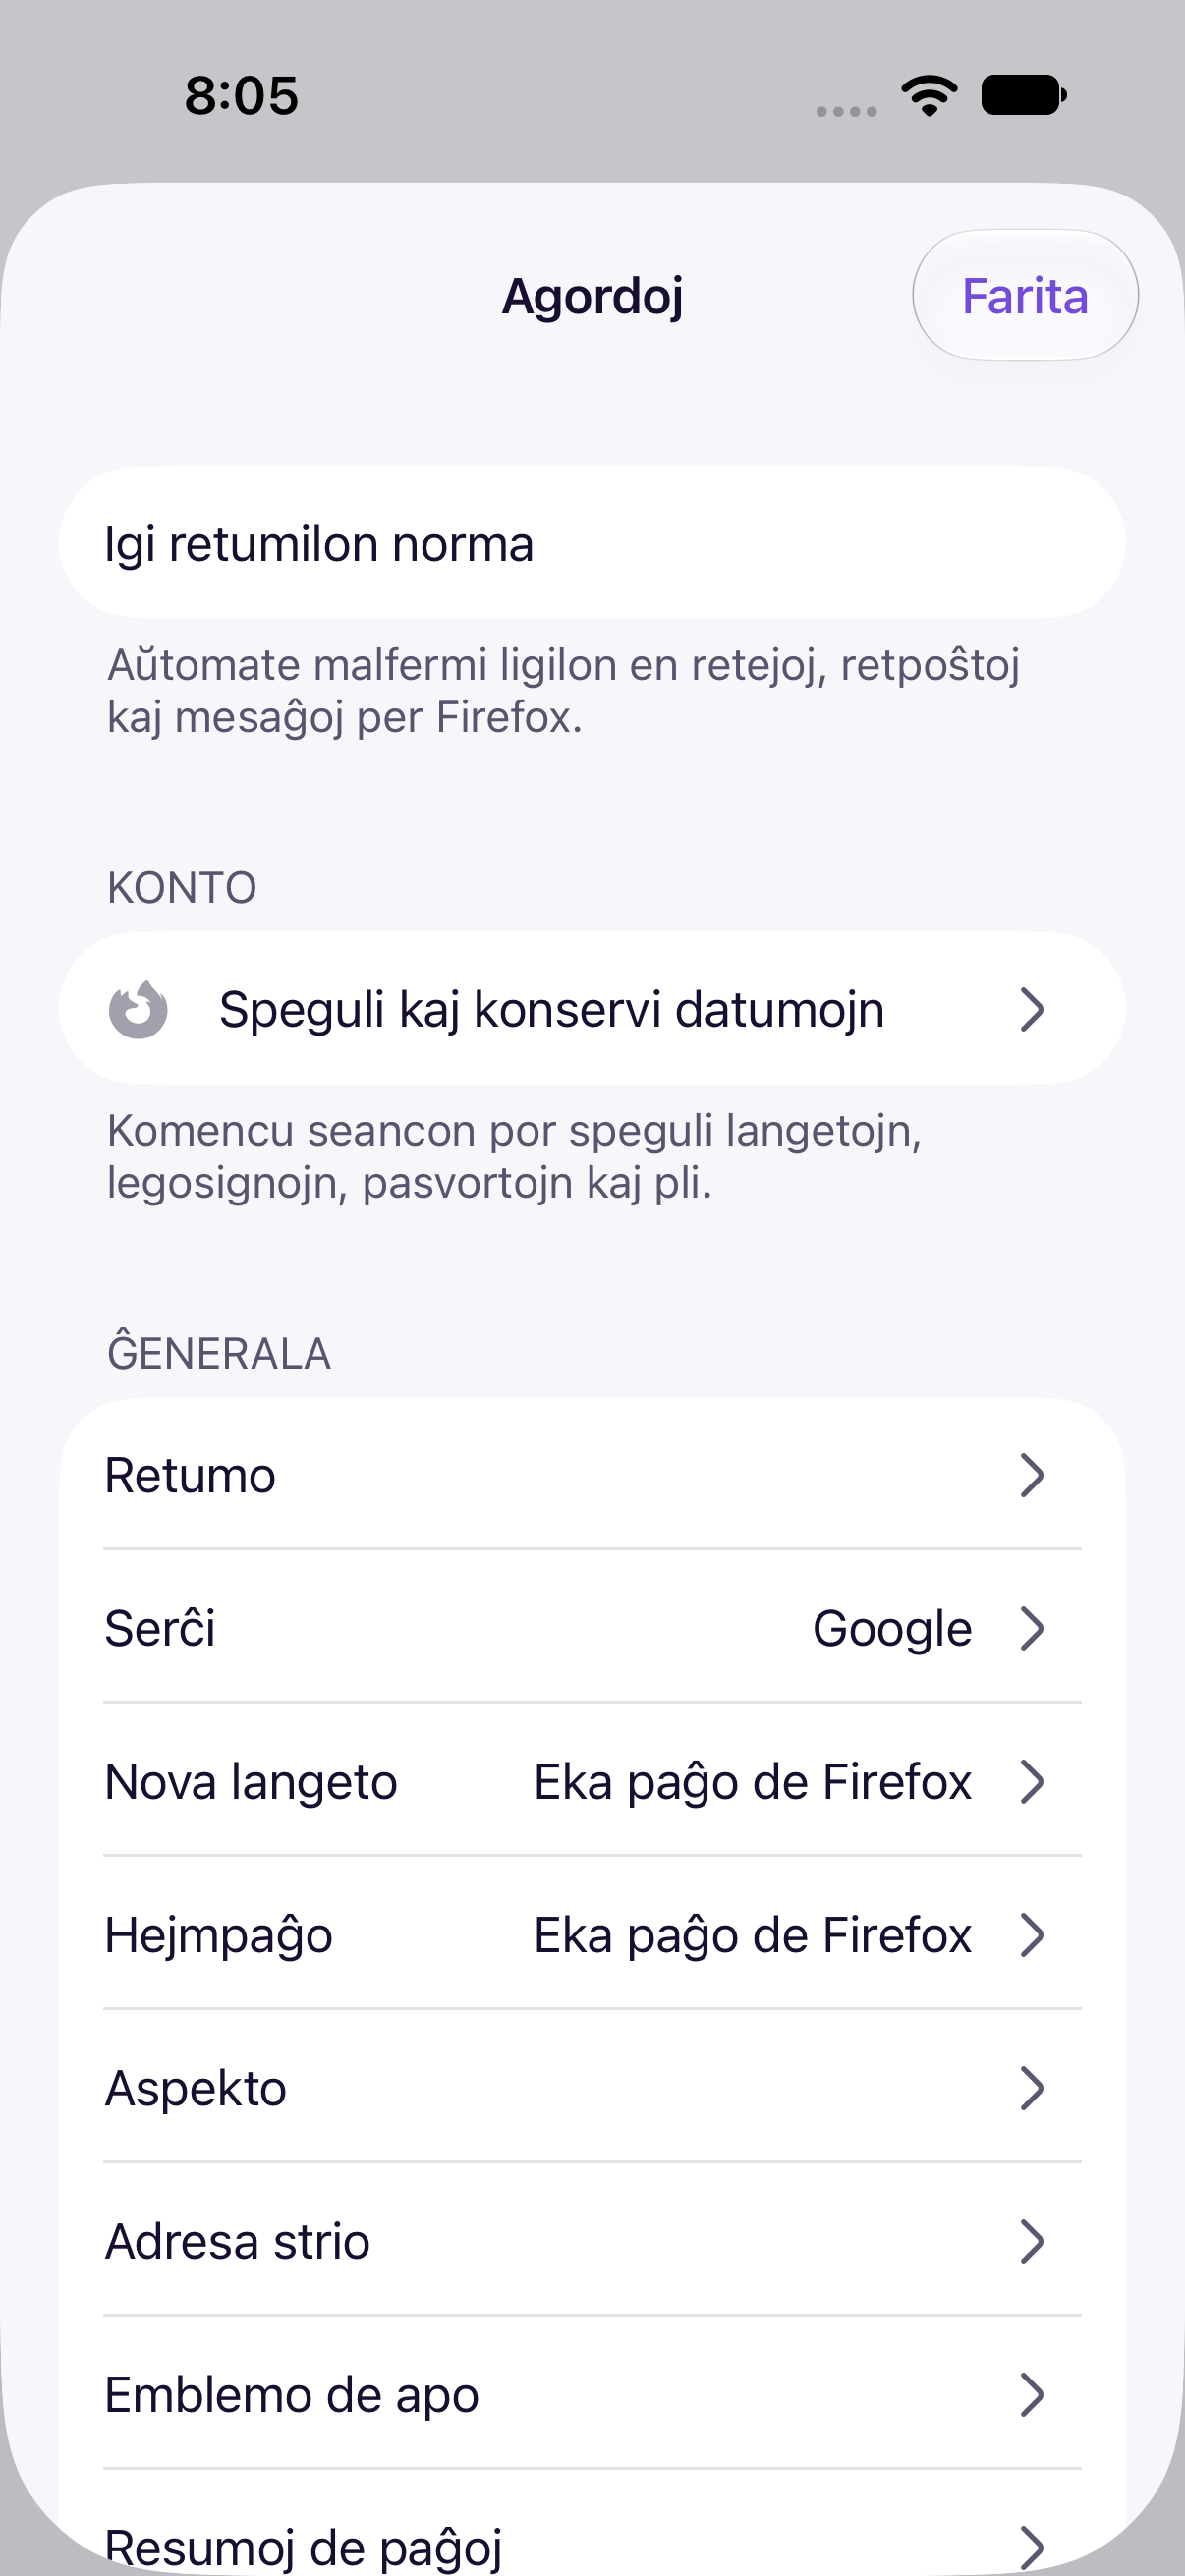 8:05
Agordoj
Farita
Igi retumilon norma
Aŭtomate malfermi ligilon en retejoj, retpoŝtoj
kaj mesaĝoj per Firefox.
KONTO
Speguli kaj konservi datumojn
Komencu seancon por speguli langetojn,
legosignojn, pasvortojn kaj pli.
ĜENERALA
Retumo
Serĉi Google
Nova langeto Eka paĝo de Firefox
Hejmpaĝo Eka paĝo de Firefox
Aspekto
Adresa strio
Emblemo de apo
Resumoj de paĝoj